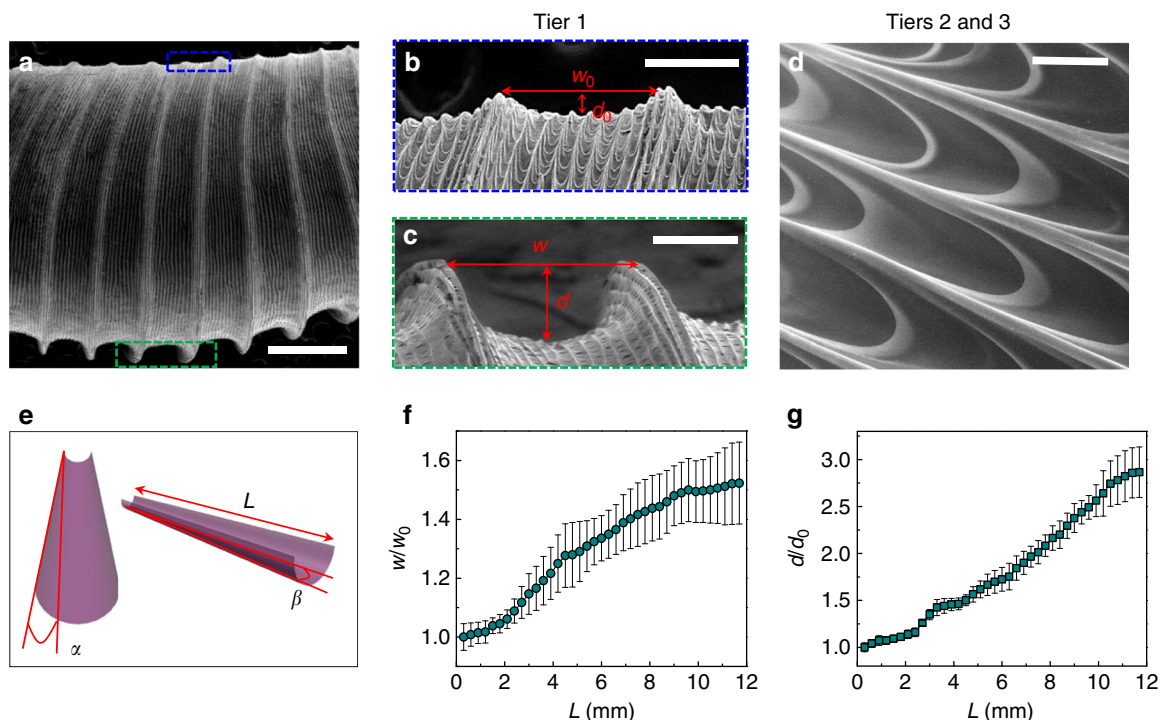 Tier 1
Tiers 2 and 3
a
b
w0
d0
c
w
d
d
e
L
β
α
f
w/w0
1.6
1.4
1.2
1.0
0 2 4 6 8 10 12
L (mm)
g
d/d0
3.0
2.5
2.0
1.5
1.0
0 2 4 6 8 10 12
L (mm)